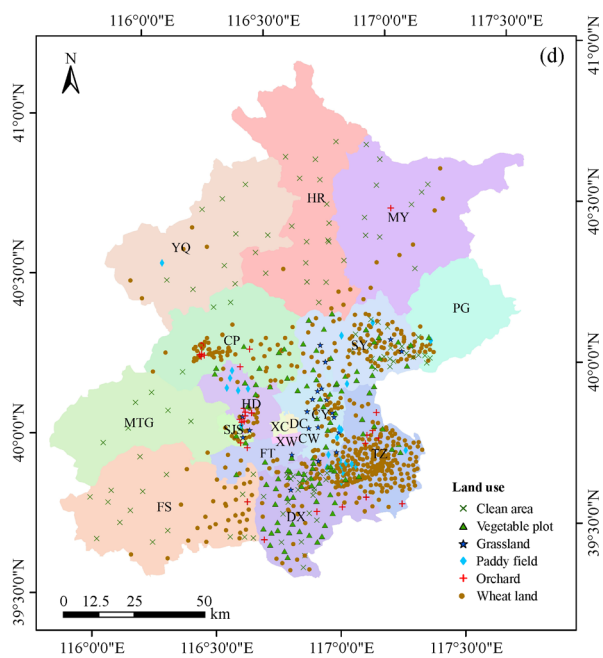 116°0'0"E 116°30'0"E 117°0'0"E 117°30'0"E
(d)
N
41°0'0"N
41°0'0"N
HR
MY
40°30'0"N
YQ
40°30'0"N
PG
CP
SY
40°0'0"N
HD
MTG
CY
XC DC
SJS
40°0'0"N
XW CW
FT
TZ
Land use
FS
Clean area
DX
Vegetable plot
39°30'0"N
Grassland
Paddy field
Orchard
39°30'0"N
Wheat land
0 12.5 25 50
km
116°0'0"E 116°30'0"E 117°0'0"E 117°30'0"E